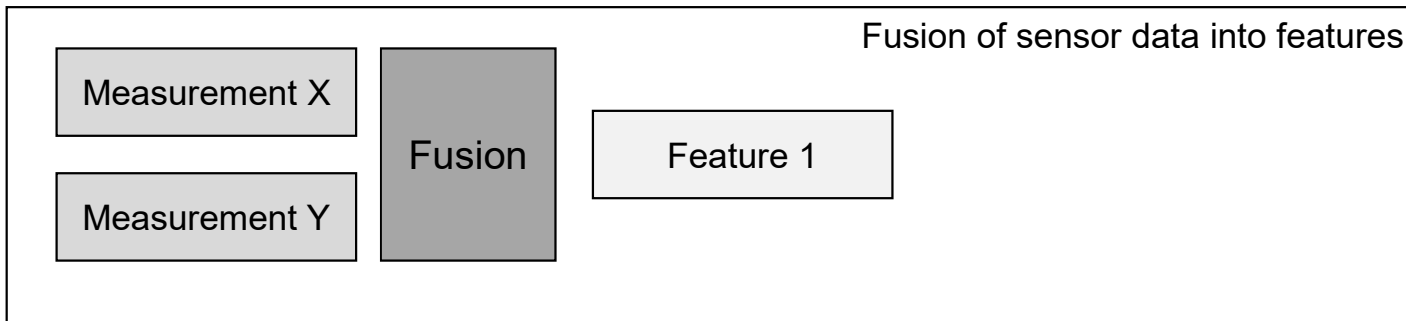 Fusion of sensor data into features
Measurement X
Fusion
Feature 1
Measurement Y